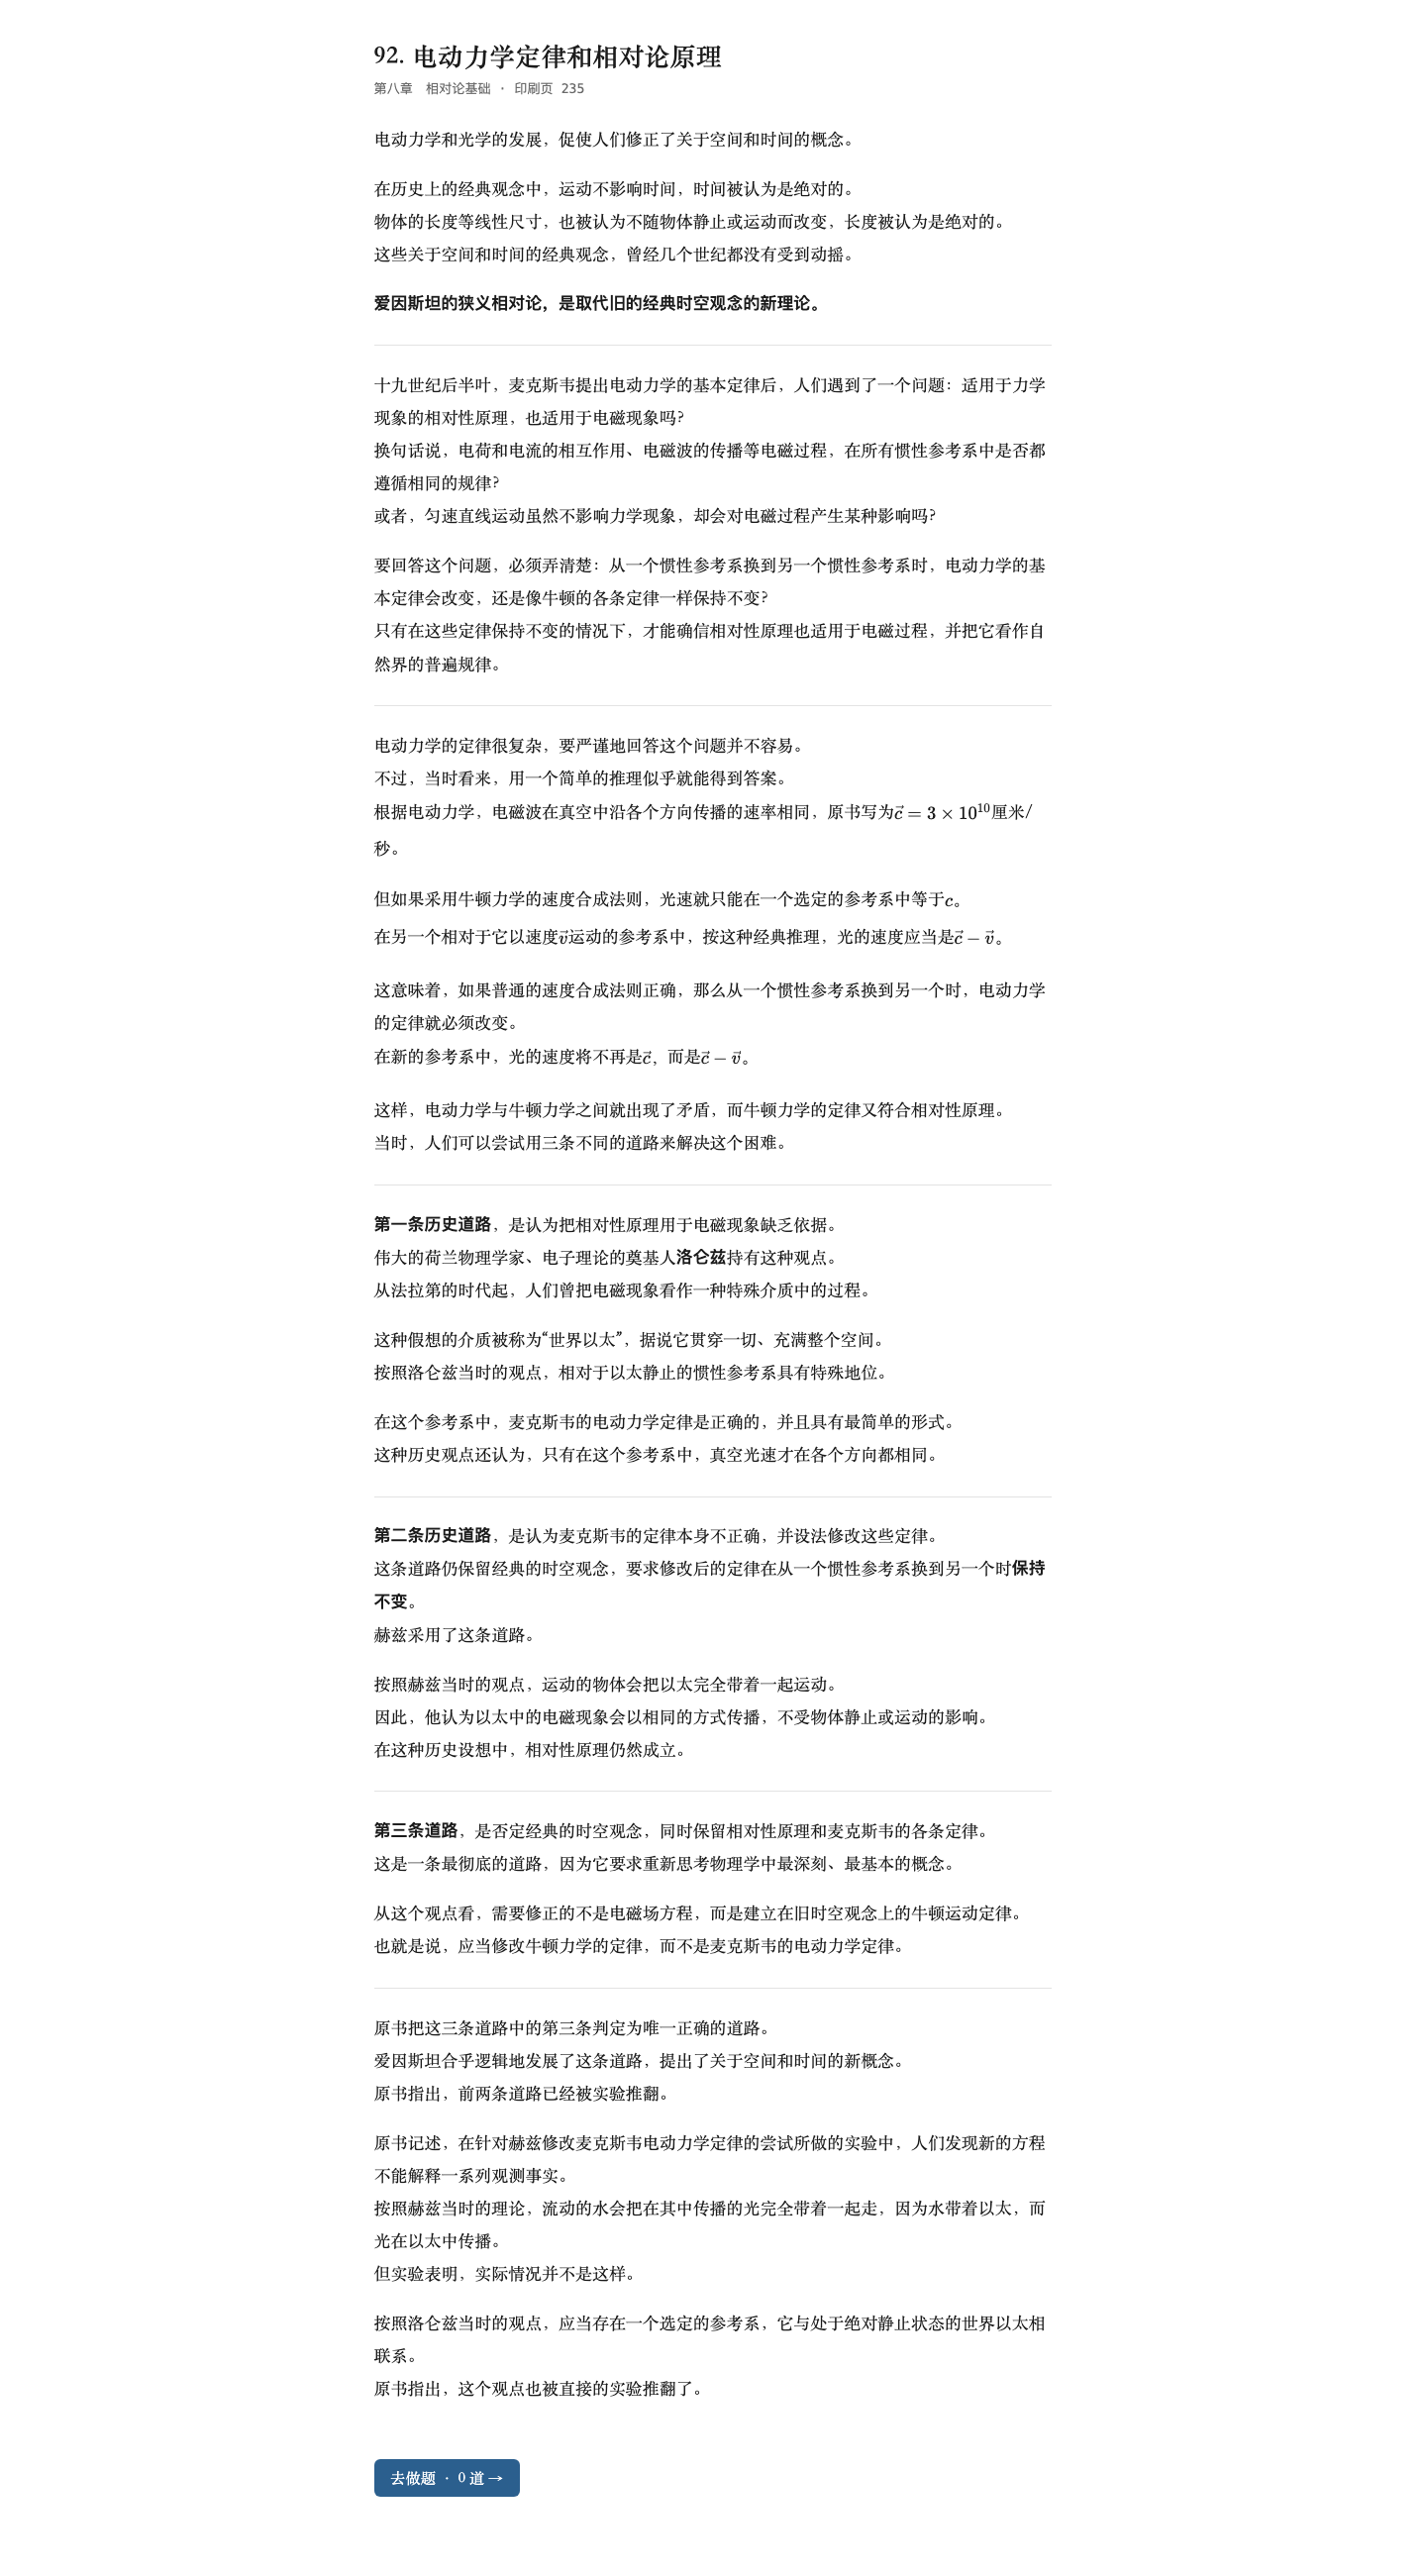 92. 电动力学定律和相对论原理
第八章　相对论基础 · 印刷页 235
电动力学和光学的发展，促使人们修正了关于空间和时间的概念。
在历史上的经典观念中，运动不影响时间，时间被认为是绝对的。
物体的长度等线性尺寸，也被认为不随物体静止或运动而改变，长度被认为是绝对的。
这些关于空间和时间的经典观念，曾经几个世纪都没有受到动摇。
爱因斯坦的狭义相对论，是取代旧的经典时空观念的新理论。
十九世纪后半叶，麦克斯韦提出电动力学的基本定律后，人们遇到了一个问题：适用于力学
现象的相对性原理，也适用于电磁现象吗？
换句话说，电荷和电流的相互作用、电磁波的传播等电磁过程，在所有惯性参考系中是否都
遵循相同的规律？
或者，匀速直线运动虽然不影响力学现象，却会对电磁过程产生某种影响吗？
要回答这个问题，必须弄清楚：从一个惯性参考系换到另一个惯性参考系时，电动力学的基
本定律会改变，还是像牛顿的各条定律一样保持不变？
只有在这些定律保持不变的情况下，才能确信相对性原理也适用于电磁过程，并把它看作自
然界的普遍规律。
电动力学的定律很复杂，要严谨地回答这个问题并不容易。
不过，当时看来，用一个简单的推理似乎就能得到答案。
根据电动力学，电磁波在真空中沿各个方向传播的速率相同，原书写为$\vec{c} = 3 \times 10^{10}$厘米/
秒。
但如果采用牛顿力学的速度合成法则，光速就只能在一个选定的参考系中等于$c$。
在另一个相对于它以速度$\vec{v}$运动的参考系中，按这种经典推理，光的速度应当是$\vec{c} - \vec{v}$。
这意味着，如果普通的速度合成法则正确，那么从一个惯性参考系换到另一个时，电动力学
的定律就必须改变。
在新的参考系中，光的速度将不再是$\vec{c}$，而是$\vec{c} - \vec{v}$。
这样，电动力学与牛顿力学之间就出现了矛盾，而牛顿力学的定律又符合相对性原理。
当时，人们可以尝试用三条不同的道路来解决这个困难。
第一条历史道路，是认为把相对性原理用于电磁现象缺乏依据。
伟大的荷兰物理学家、电子理论的奠基人洛仑兹持有这种观点。
从法拉第的时代起，人们曾把电磁现象看作一种特殊介质中的过程。
这种假想的介质被称为“世界以太”，据说它贯穿一切、充满整个空间。
按照洛仑兹当时的观点，相对于以太静止的惯性参考系具有特殊地位。
在这个参考系中，麦克斯韦的电动力学定律是正确的，并且具有最简单的形式。
这种历史观点还认为，只有在这个参考系中，真空光速才在各个方向都相同。
第二条历史道路，是认为麦克斯韦的定律本身不正确，并设法修改这些定律。
这条道路仍保留经典的时空观念，要求修改后的定律在从一个惯性参考系换到另一个时保持
不变。
赫兹采用了这条道路。
按照赫兹当时的观点，运动的物体会把以太完全带着一起运动。
因此，他认为以太中的电磁现象会以相同的方式传播，不受物体静止或运动的影响。
在这种历史设想中，相对性原理仍然成立。
第三条道路，是否定经典的时空观念，同时保留相对性原理和麦克斯韦的各条定律。
这是一条最彻底的道路，因为它要求重新思考物理学中最深刻、最基本的概念。
从这个观点看，需要修正的不是电磁场方程，而是建立在旧时空观念上的牛顿运动定律。
也就是说，应当修改牛顿力学的定律，而不是麦克斯韦的电动力学定律。
原书把这三条道路中的第三条判定为唯一正确的道路。
爱因斯坦合乎逻辑地发展了这条道路，提出了关于空间和时间的新概念。
原书指出，前两条道路已经被实验推翻。
原书记述，在针对赫兹修改麦克斯韦电动力学定律的尝试所做的实验中，人们发现新的方程
不能解释一系列观测事实。
按照赫兹当时的理论，流动的水会把在其中传播的光完全带着一起走，因为水带着以太，而
光在以太中传播。
但实验表明，实际情况并不是这样。
按照洛仑兹当时的观点，应当存在一个选定的参考系，它与处于绝对静止状态的世界以太相
联系。
原书指出，这个观点也被直接的实验推翻了。
去做题 · 0 道 →